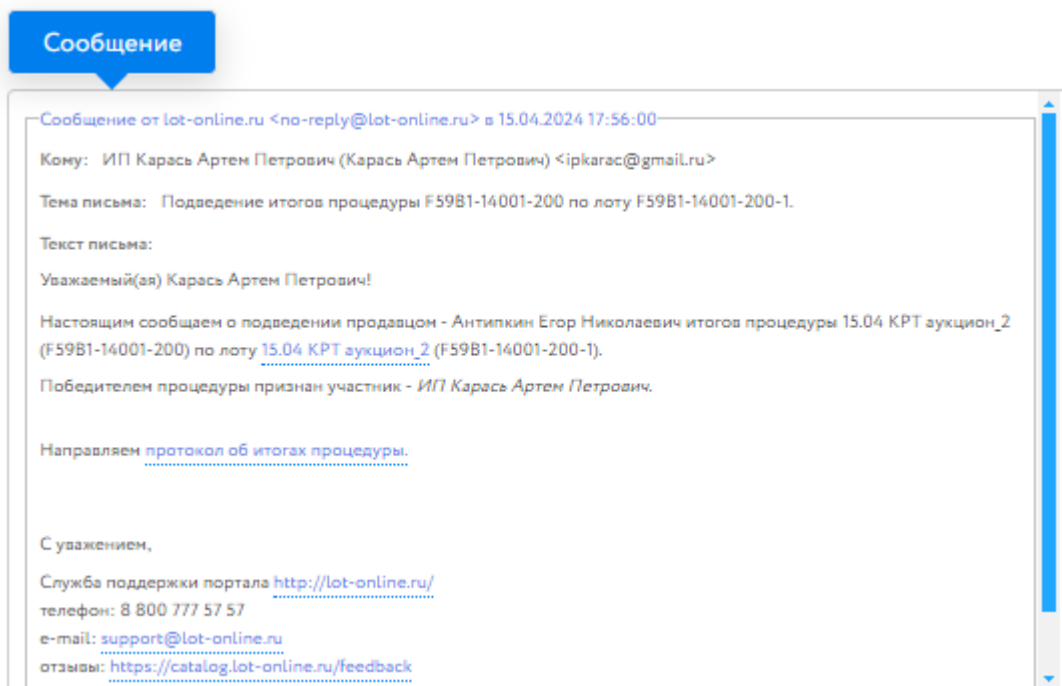 Сообщение
Сообщение от lot-online.ru <no-reply@lot-online.ru> в 15.04.2024 17:56:00
Кому: ИП Карась Артем Петрович (Карась Артем Петрович) <ipkarac@gmail.ru>
Тема письма: Подведение итогов процедуры F59B1-14001-200 по лоту F59B1-14001-200-1.
Текст письма:
Уважаемый(ая) Карась Артем Петрович!
Настоящим сообщаем о подведении продавцом - Антипкин Егор Николаевич итогов процедуры 15.04 КРТ аукцион_2
(F59B1-14001-200) по лоту 15.04 КРТ аукцион_2 (F59B1-14001-200-1).
Победителем процедуры признан участник - ИП Карась Артем Петрович.
Направляем протокол об итогах процедуры.
С уважением,
Служба поддержки портала http://lot-online.ru/
телефон: 8 800 777 57 57
e-mail: support@lot-online.ru
отзывы: https://catalog.lot-online.ru/feedback